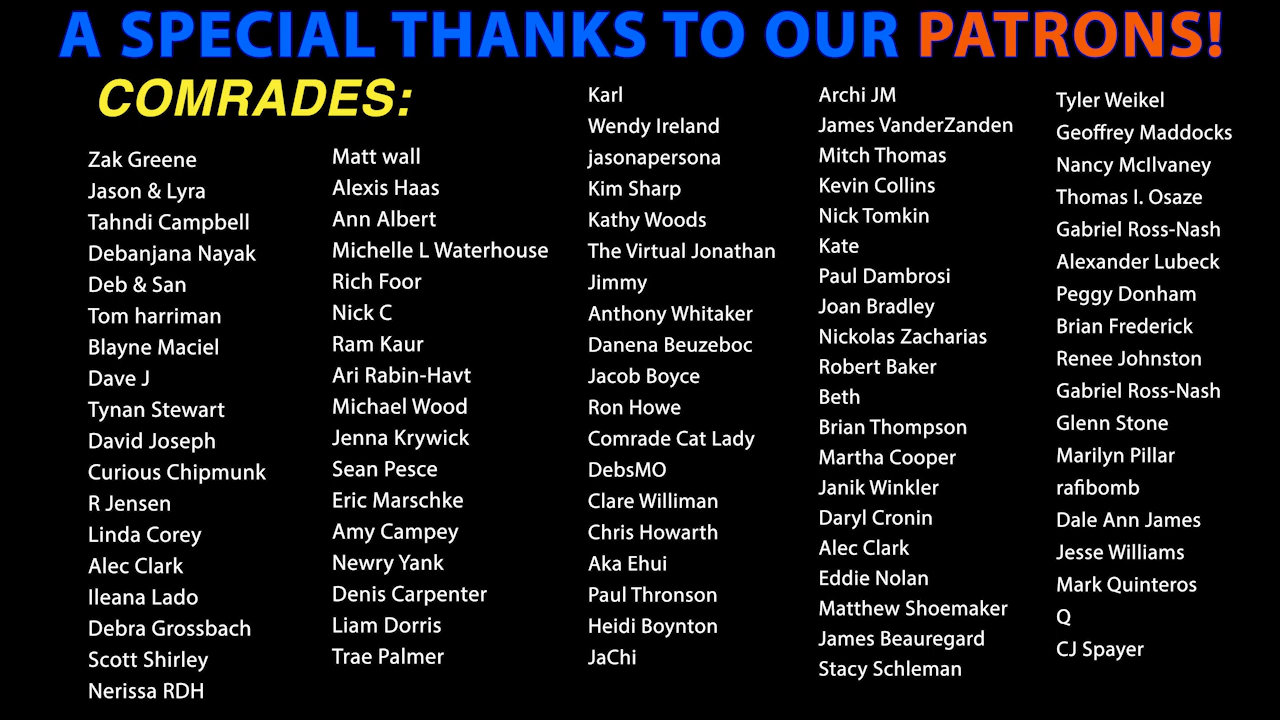 A SPECIAL THANKS TO OUR PATRONS!
COMRADES:
Zak Greene
Jason & Lyra
Tahndi Campbell
Debanjana Nayak
Deb & San
Tom harriman
Blayne Maciel
Dave J
Tynan Stewart
David Joseph
Curious Chipmunk
R Jensen
Linda Corey
Alec Clark
Ileana Lado
Debra Grossbach
Scott Shirley
Nerissa RDH
Matt wall
Alexis Haas
Ann Albert
Michelle L Waterhouse
Rich Foor
Nick C
Ram Kaur
Ari Rabin-Havt
Michael Wood
Jenna Krywick
Sean Pesce
Eric Marschke
Amy Campey
Newry Yank
Denis Carpenter
Liam Dorris
Trae Palmer
Karl
Wendy Ireland
jasonapersona
Kim Sharp
Kathy Woods
The Virtual Jonathan
Jimmy
Anthony Whitaker
Danena Beuzeboc
Jacob Boyce
Ron Howe
Comrade Cat Lady
DebsMO
Clare Williman
Chris Howarth
Aka Ehui
Paul Thronson
Heidi Boynton
JaChi
Archi JM
James VanderZanden
Mitch Thomas
Kevin Collins
Nick Tomkin
Kate
Paul Dambrosi
Joan Bradley
Nickolas Zacharias
Robert Baker
Beth
Brian Thompson
Martha Cooper
Janik Winkler
Daryl Cronin
Alec Clark
Eddie Nolan
Matthew Shoemaker
James Beauregard
Stacy Schleman
Tyler Weikel
Geoffrey Maddocks
Nancy McIlvaney
Thomas I. Osaze
Gabriel Ross-Nash
Alexander Lubeck
Peggy Donham
Brian Frederick
Renee Johnston
Gabriel Ross-Nash
Glenn Stone
Marilyn Pillar
rafibomb
Dale Ann James
Jesse Williams
Mark Quinteros
Q
CJ Spayer